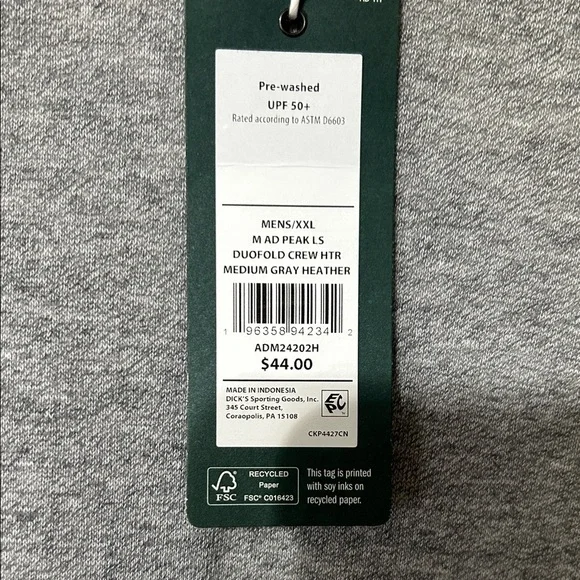 Pre-washed
UPF 50+
Rated according to ASTM D6603
MENS/XXL
M AD PEAK LS
DUOFOLD CREW HTR
MEDIUM GRAY HEATHER
1 96358 94234 2
ADM24202H
$44.00
MADE IN INDONESIA
DICK'S Sporting Goods, Inc.
345 Court Street,
Coraopolis, PA 15108
EPC
CKP4427CN
FSC
RECYCLED
Paper
FSC® C016423
This tag is printed
with soy inks on
recycled paper.